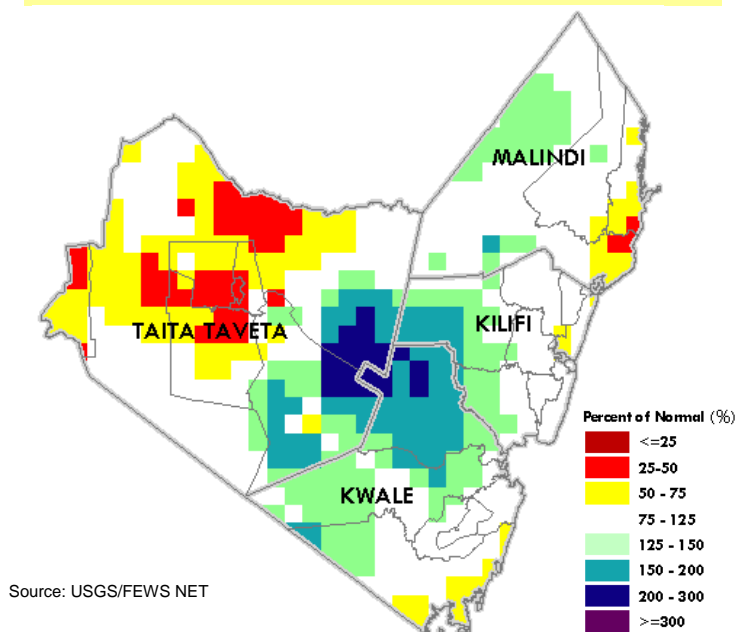 MALINDI
TAITA TAVETA
KILIFI
KWALE
Percent of Normal (%)
<=25
25-50
50 - 75
75 - 125
125 - 150
150 - 200
200 - 300
>=300
Source: USGS/FEWS NET